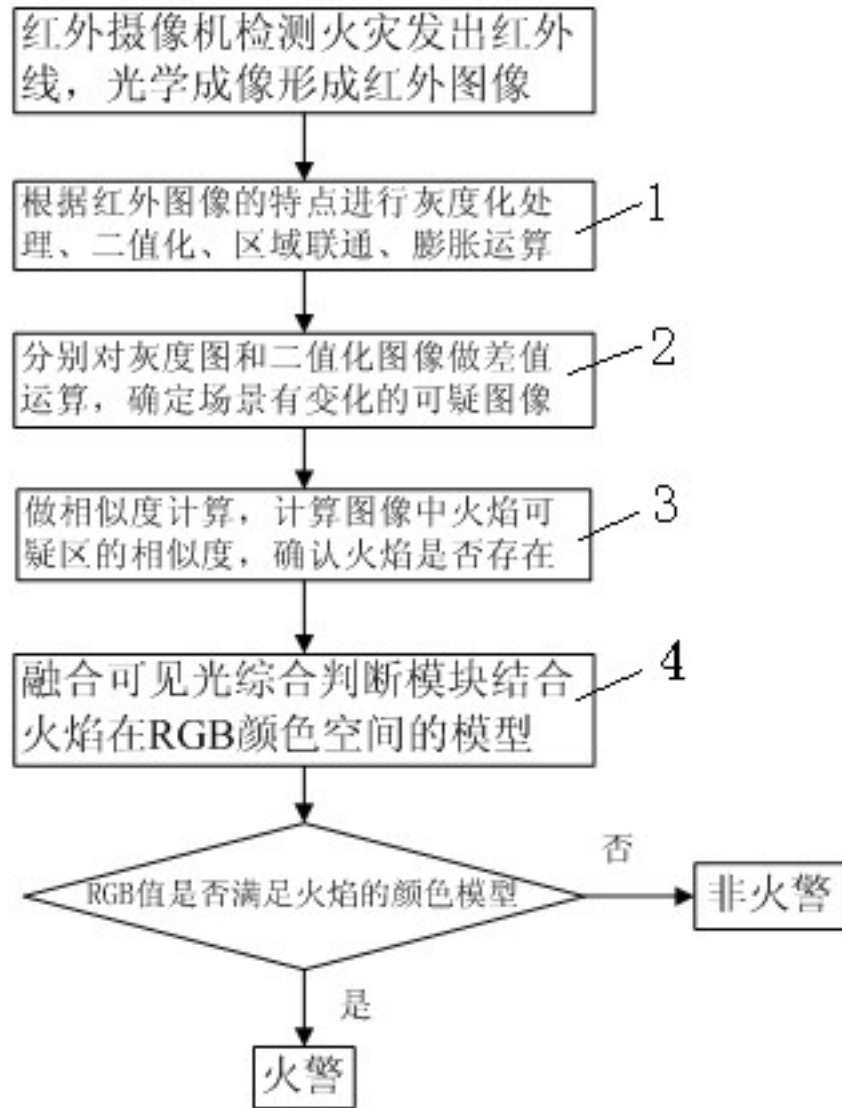 红外摄像机检测火灾发出红外
线，光学成像形成红外图像
根据红外图像的特点进行灰度化处
理、二值化、区域联通、膨胀运算
1
分别对灰度图和二值化图像做差值
运算，确定场景有变化的可疑图像
2
做相似度计算，计算图像中火焰可
疑区的相似度，确认火焰是否存在
3
融合可见光综合判断模块结合
火焰在RGB颜色空间的模型
4
RGB值是否满足火焰的颜色模型
否
非火警
是
火警